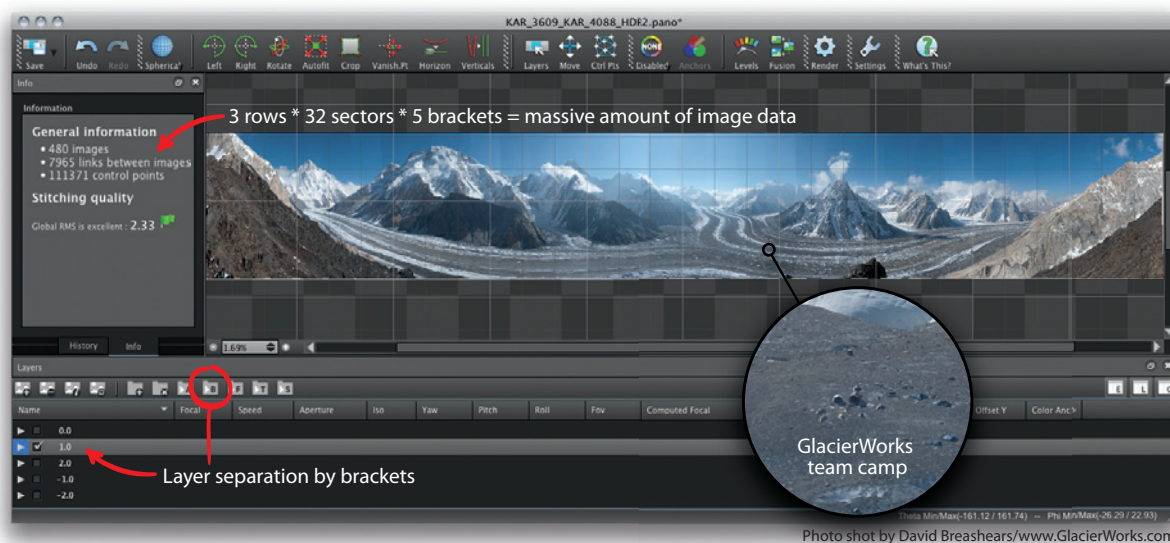 KAR_3609_KAR_4088_HDR2.pano*
Save Undo Redo Spherical Left Right Rotate Autofit Crop Vanish.Pt Horizon Verticals Layers Move Ctrl Pts Disabled Anchors Levels Fusion Render Settings What's This?
NONE
Info
Information
General information
• 480 images
• 7965 links between images
• 111371 control points
Stitching quality
Global RMS is excellent : 2.33
3 rows * 32 sectors * 5 brackets = massive amount of image data
History Info
1.69%
Layers
B F T S
E L
Name Focal Speed Aperture Iso Yaw Pitch Roll Fov Computed Focal Offset Y Color Anc
0.0
1.0
2.0
-1.0
-2.0
Layer separation by brackets
GlacierWorks
team camp
Theta Min/Max(-161.12 / 161.74) -- Phi Min/Max(-26.29 / 22.93)
Photo shot by David Breashears/www.GlacierWorks.com